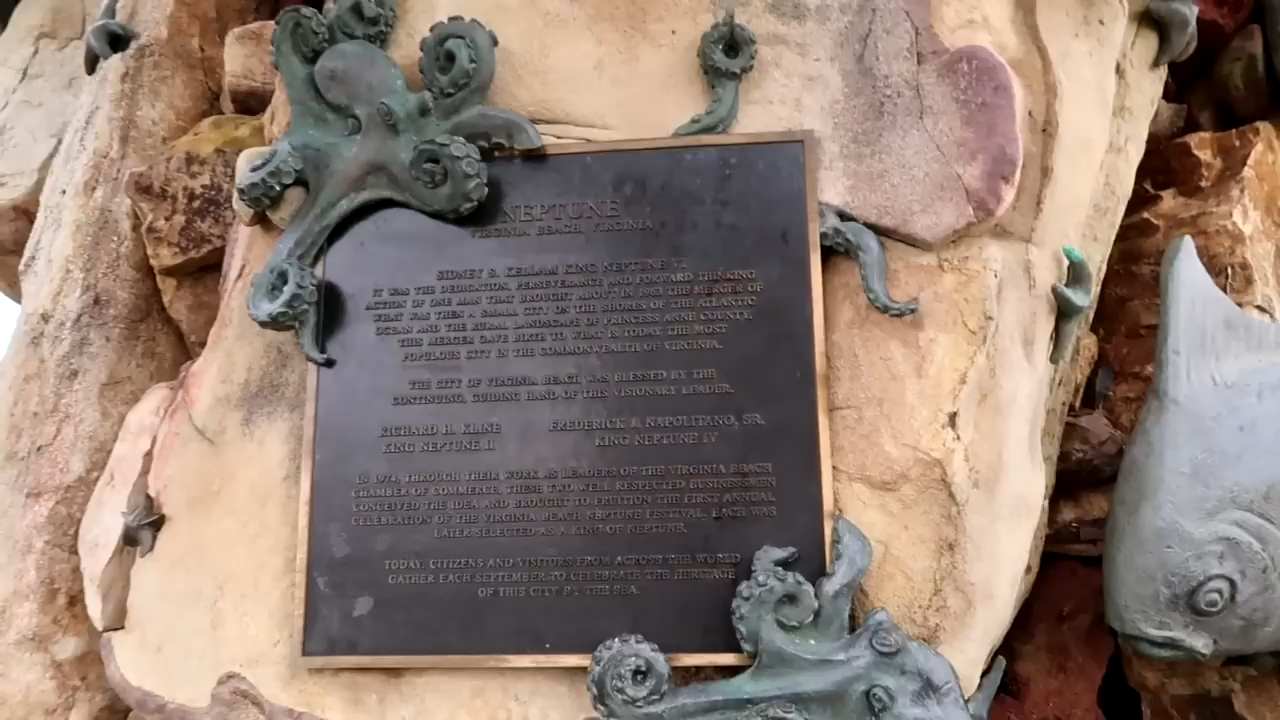 NEPTUNE
VIRGINIA BEACH, VIRGINIA
SIDNEY S. KELLAM KING NEPTUNE VI
IT WAS THE DEDICATION, PERSEVERANCE AND FORWARD THINKING
ACTION OF ONE MAN THAT BROUGHT ABOUT IN 1963 THE MERGER OF
WHAT WAS THEN A SMALL CITY ON THE SHORES OF THE ATLANTIC
OCEAN AND THE RURAL LANDSCAPE OF PRINCESS ANNE COUNTY.
THIS MERGER GAVE BIRTH TO WHAT IS TODAY THE MOST
POPULOUS CITY IN THE COMMONWEALTH OF VIRGINIA.
THE CITY OF VIRGINIA BEACH WAS BLESSED BY THE
CONTINUING, GUIDING HAND OF THIS VISIONARY LEADER.
RICHARD H. KLINE FREDERICK J. NAPOLITANO, SR.
KING NEPTUNE II KING NEPTUNE IV
IN 1974, THROUGH THEIR WORK AS LEADERS OF THE VIRGINIA BEACH
CHAMBER OF COMMERCE, THESE TWO WELL RESPECTED BUSINESSMEN
CONCEIVED THE IDEA AND BROUGHT TO FRUITION THE FIRST ANNUAL
CELEBRATION OF THE VIRGINIA BEACH NEPTUNE FESTIVAL. EACH WAS
LATER SELECTED AS A KING OF NEPTUNE.
TODAY, CITIZENS AND VISITORS FROM ACROSS THE WORLD
GATHER EACH SEPTEMBER TO CELEBRATE THE HERITAGE
OF THIS CITY BY THE SEA.